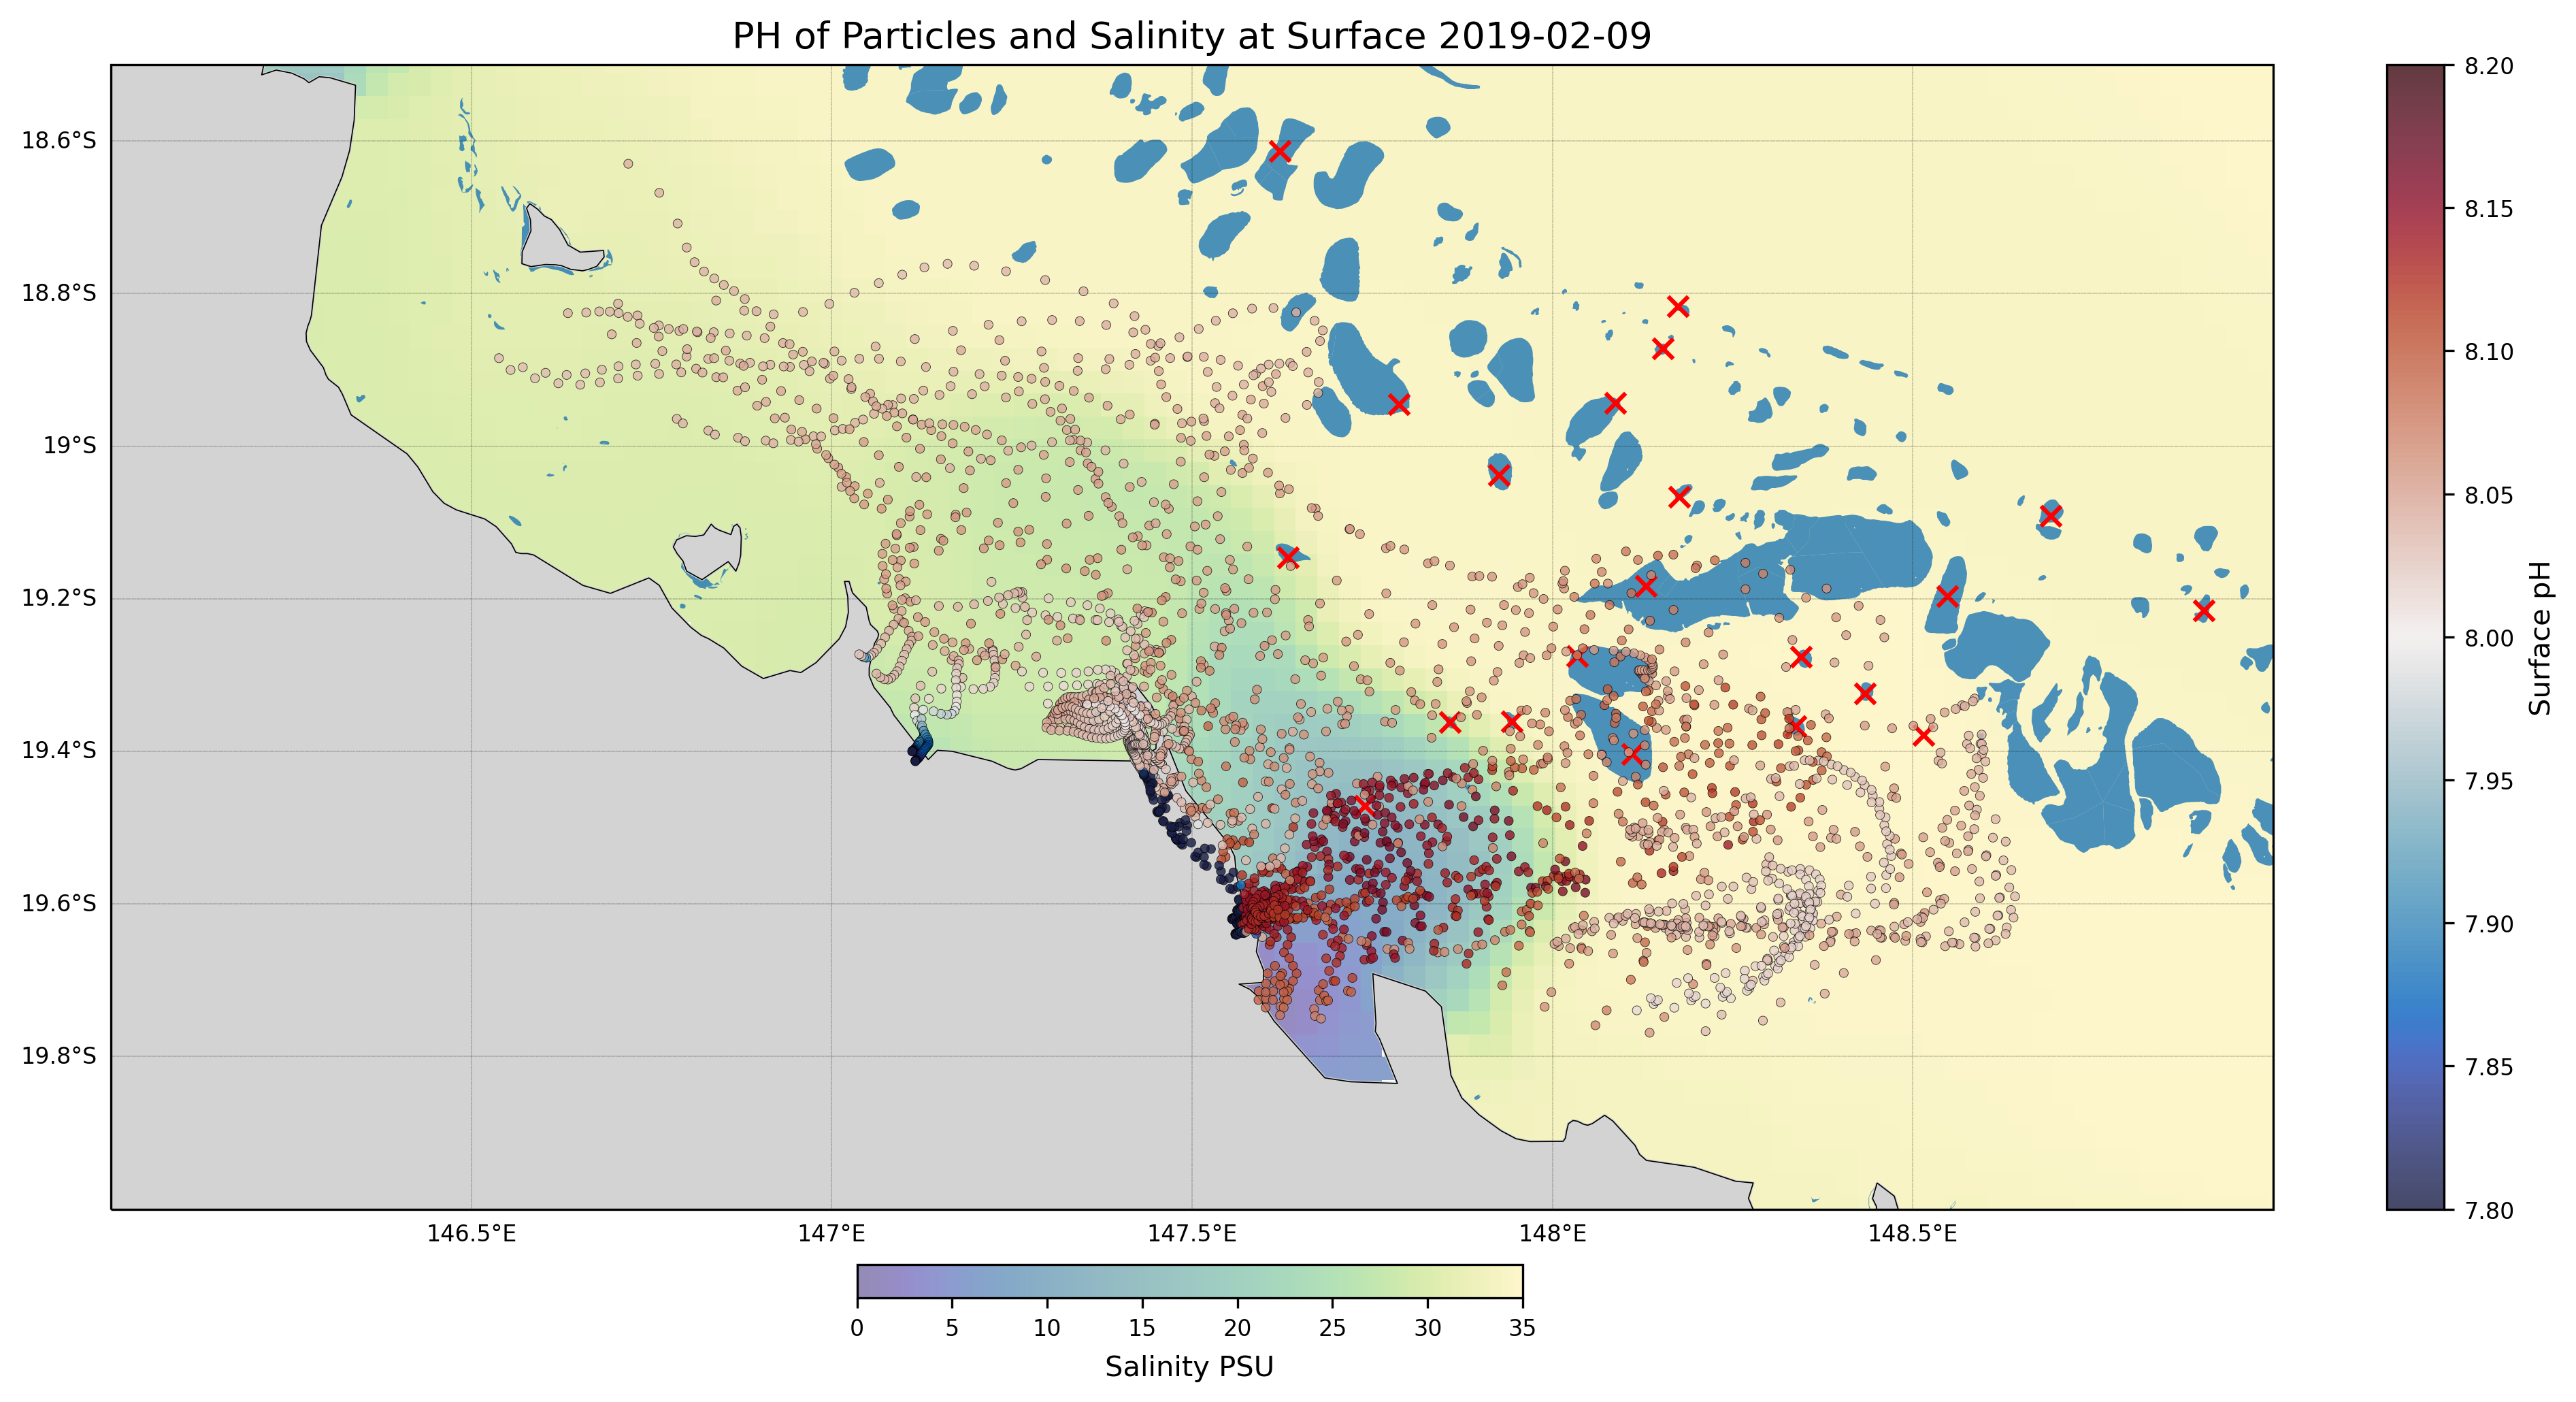 PH of Particles and Salinity at Surface 2019-02-09
18.6°S
18.8°S
19°S
19.2°S
19.4°S
19.6°S
19.8°S
146.5°E 147°E 147.5°E 148°E 148.5°E
0 5 10 15 20 25 30 35
Salinity PSU
8.20
8.15
8.10
8.05
8.00
7.95
7.90
7.85
7.80
Surface pH